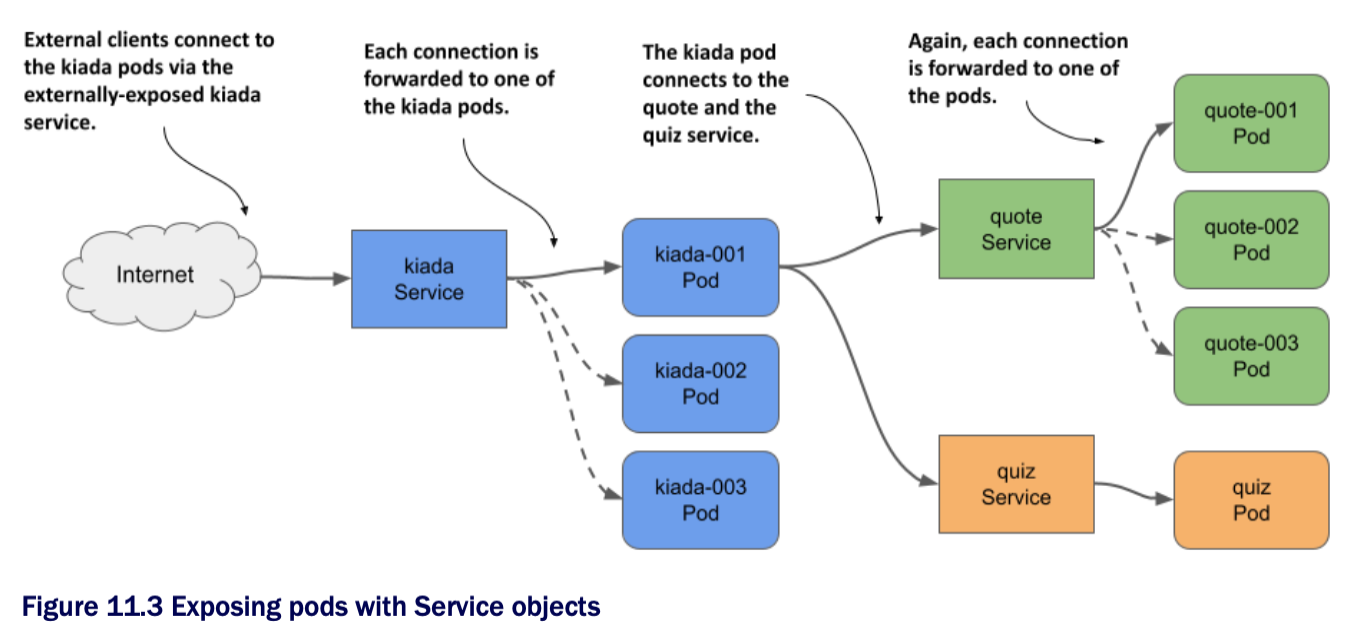 External clients connect to
the kiada pods via the
externally-exposed kiada
service.
Each connection is
forwarded to one of
the kiada pods.
The kiada pod
connects to the
quote and the
quiz service.
Again, each connection
is forwarded to one of
the pods.
Internet
kiada
Service
kiada-001
Pod
kiada-002
Pod
kiada-003
Pod
quote
Service
quiz
Service
quote-001
Pod
quote-002
Pod
quote-003
Pod
quiz
Pod
Figure 11.3 Exposing pods with Service objects